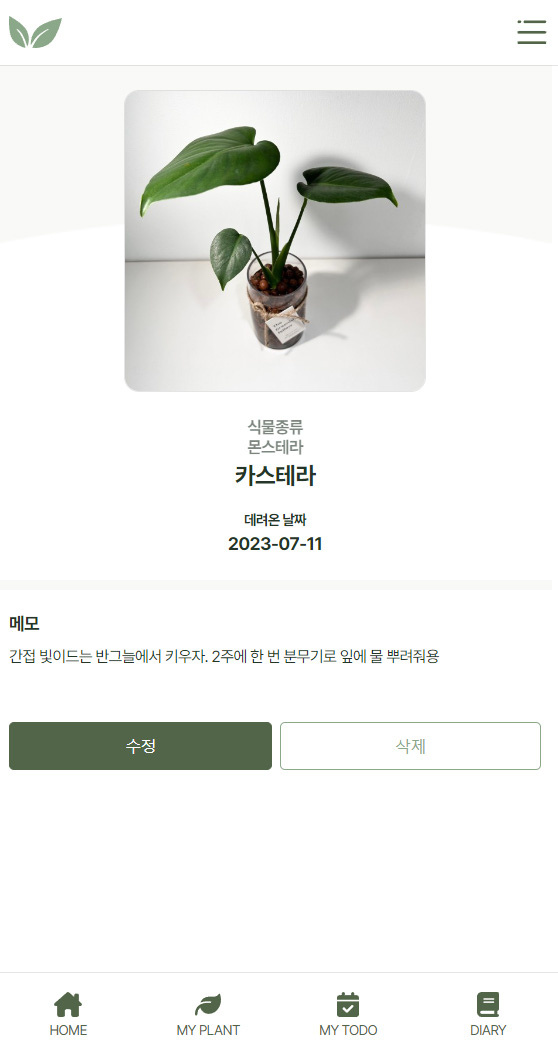 식물종류
몬스테라
카스테라
데려온 날짜
2023-07-11
메모
간접 빛이드는 반그늘에서 키우자. 2주에 한 번 분무기로 잎에 물 뿌려줘용
수정
삭제
HOME
MY PLANT
MY TODO
DIARY